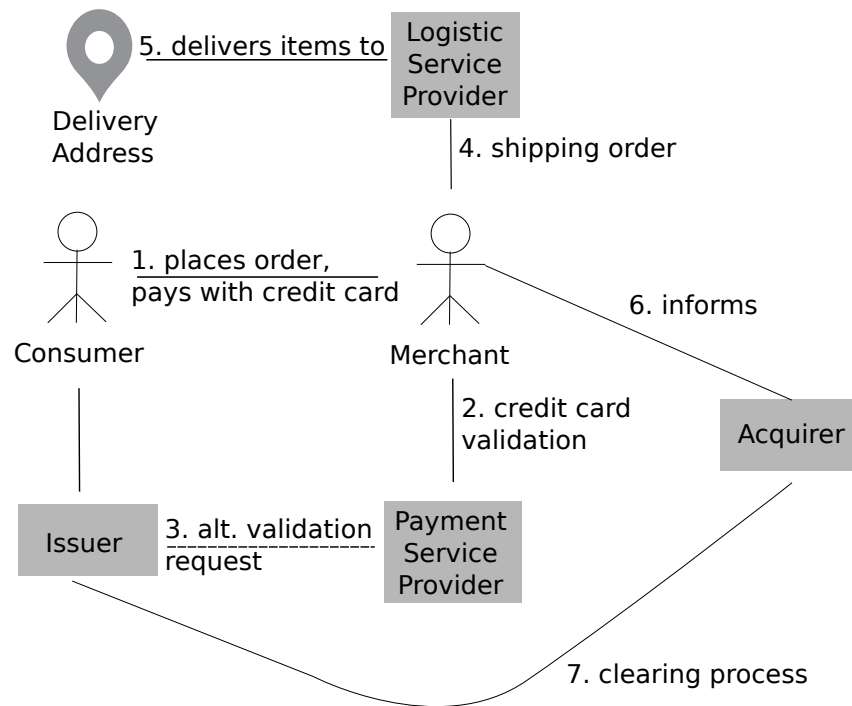 5. delivers items to
Logistic
Service
Provider
Delivery
Address
4. shipping order
1. places order,
pays with credit card
6. informs
Consumer
Merchant
2. credit card
validation
Acquirer
Issuer
3. alt. validation
request
Payment
Service
Provider
7. clearing process